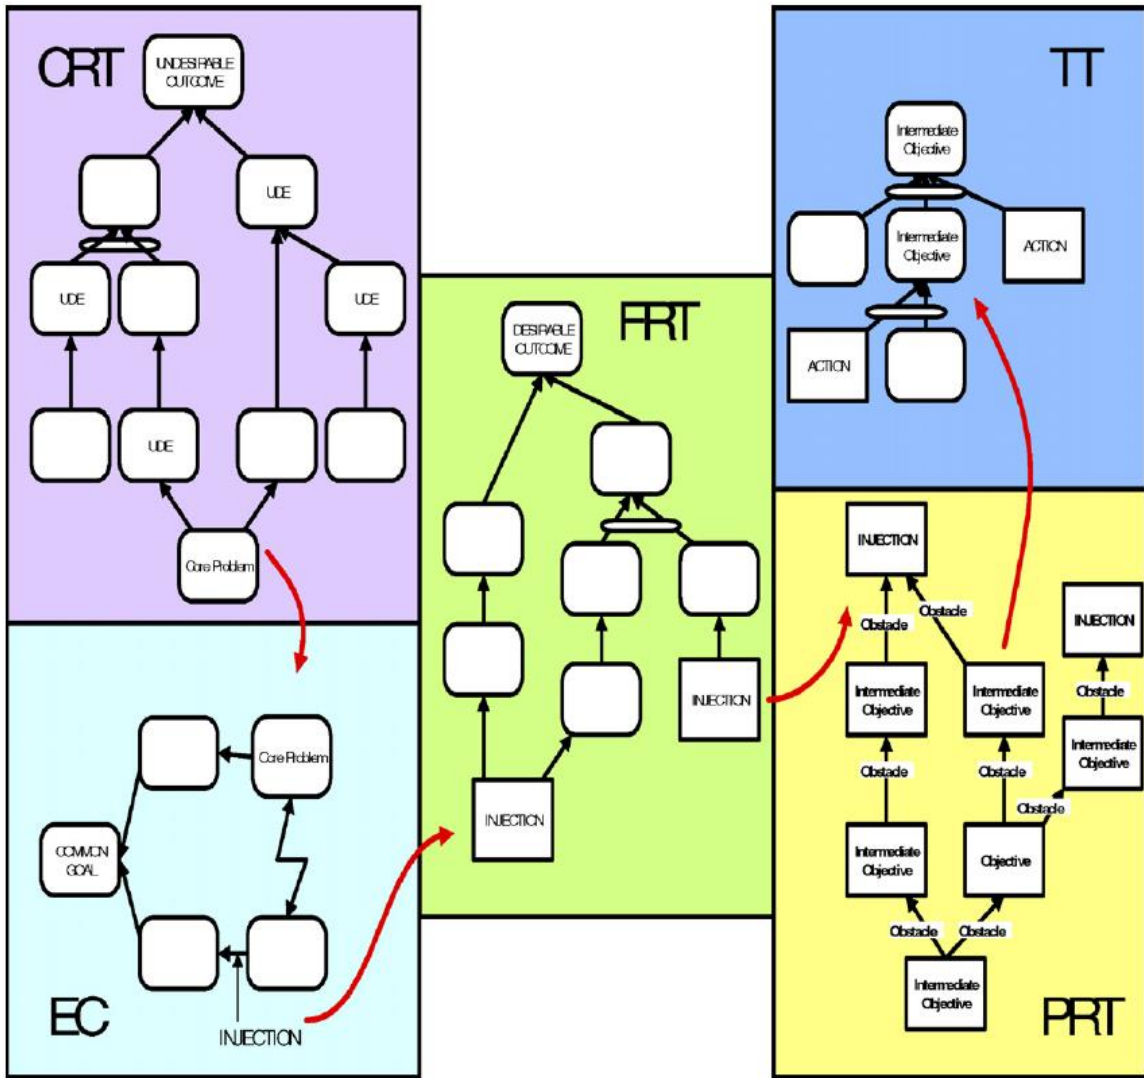 CRT
UNDESIRABLE
OUTCOME
UDE
UDE
UDE
UDE
Core Problem
EC
Core Problem
COMMON
GOAL
INJECTION
FRT
DESIRABLE
OUTCOME
INJECTION
INJECTION
TT
Intermediate
Objective
Intermediate
Objective
ACTION
ACTION
INJECTION
INJECTION
Obstacle
Obstacle
Obstacle
Intermediate
Objective
Intermediate
Objective
Intermediate
Objective
Obstacle
Obstacle
Obstacle
Intermediate
Objective
Objective
Obstacle
Obstacle
Intermediate
Objective
PRT